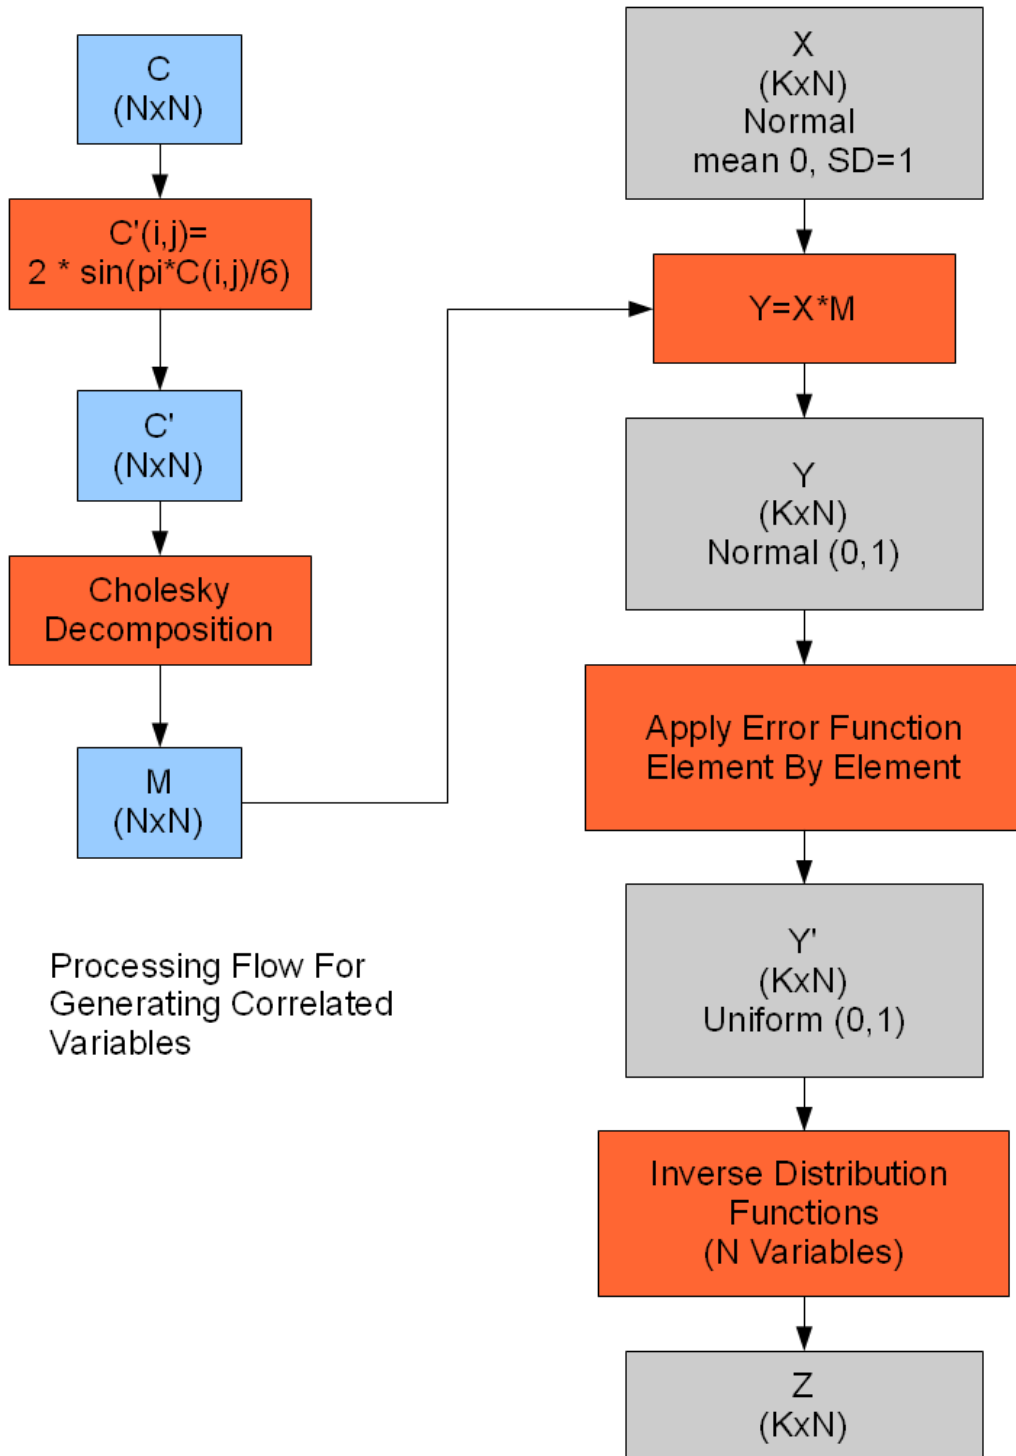 C
(NxN)
C'(i,j)=
2 * sin(pi*C(i,j)/6)
C'
(NxN)
Cholesky
Decomposition
M
(NxN)
Processing Flow For
Generating Correlated
Variables
X
(KxN)
Normal
mean 0, SD=1
Y=X*M
Y
(KxN)
Normal (0,1)
Apply Error Function
Element By Element
Y'
(KxN)
Uniform (0,1)
Inverse Distribution
Functions
(N Variables)
Z
(KxN)